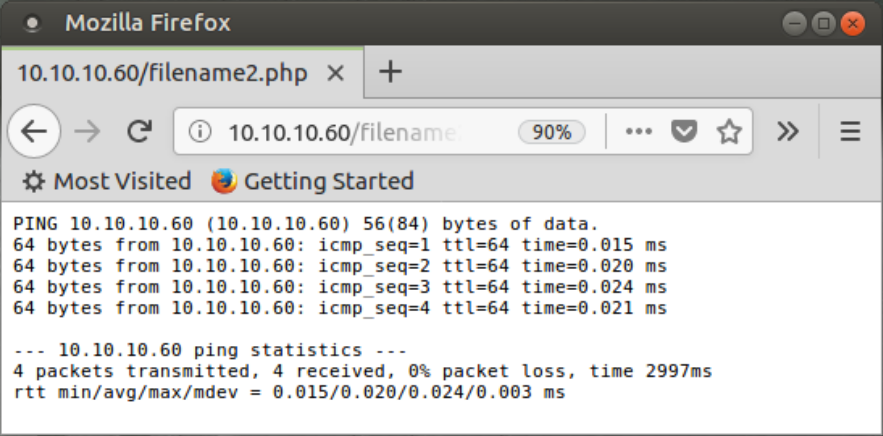 Mozilla Firefox
10.10.10.60/filename2.php
10.10.10.60/filename
90%
Most Visited Getting Started
PING 10.10.10.60 (10.10.10.60) 56(84) bytes of data.
64 bytes from 10.10.10.60: icmp_seq=1 ttl=64 time=0.015 ms
64 bytes from 10.10.10.60: icmp_seq=2 ttl=64 time=0.020 ms
64 bytes from 10.10.10.60: icmp_seq=3 ttl=64 time=0.024 ms
64 bytes from 10.10.10.60: icmp_seq=4 ttl=64 time=0.021 ms
--- 10.10.10.60 ping statistics ---
4 packets transmitted, 4 received, 0% packet loss, time 2997ms
rtt min/avg/max/mdev = 0.015/0.020/0.024/0.003 ms